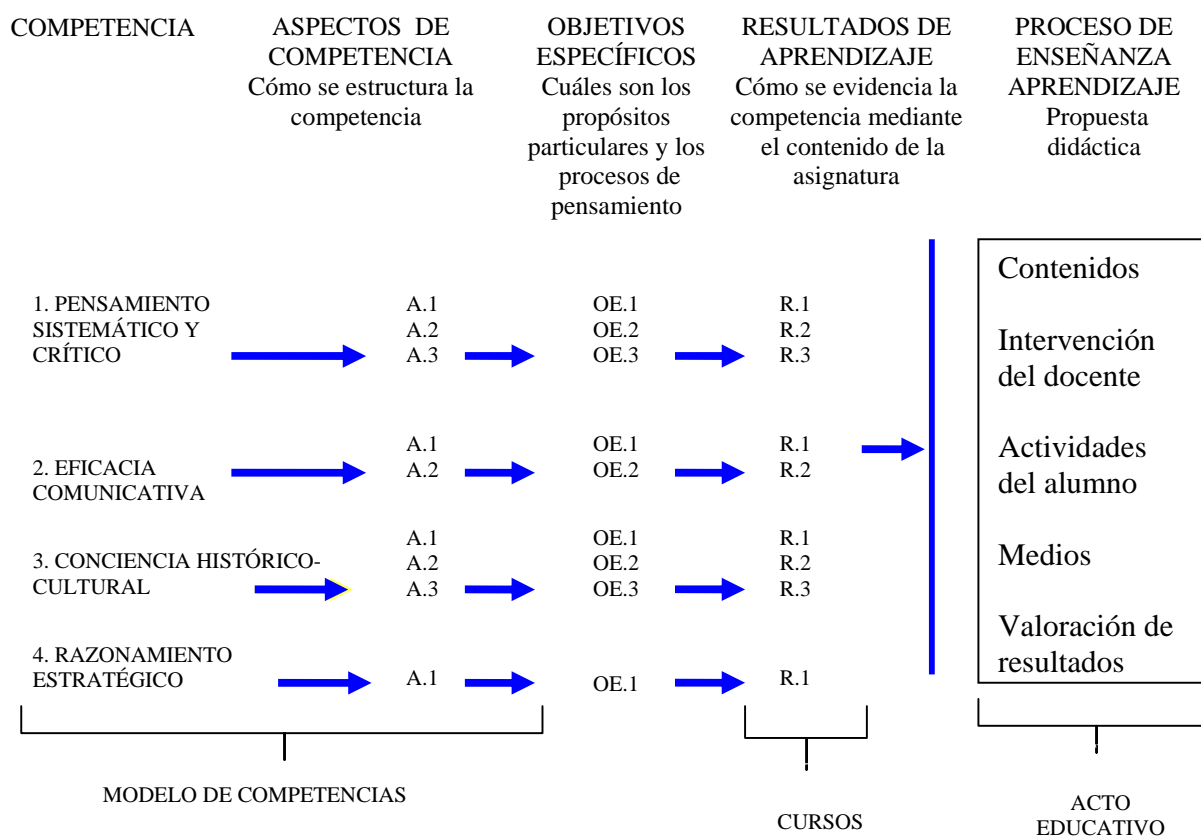 COMPETENCIA
ASPECTOS DE
COMPETENCIA
Cómo se estructura la
competencia
OBJETIVOS
ESPECÍFICOS
Cuáles son los
propósitos
particulares y los
procesos de
pensamiento
RESULTADOS DE
APRENDIZAJE
Cómo se evidencia la
competencia mediante
el contenido de la
asignatura
PROCESO DE
ENSEÑANZA
APRENDIZAJE
Propuesta
didáctica
1. PENSAMIENTO
SISTEMÁTICO Y
CRÍTICO
A.1
A.2
A.3
OE.1
OE.2
OE.3
R.1
R.2
R.3
2. EFICACIA
COMUNICATIVA
A.1
A.2
OE.1
OE.2
R.1
R.2
3. CONCIENCIA HISTÓRICO-
CULTURAL
A.1
A.2
A.3
OE.1
OE.2
OE.3
R.1
R.2
R.3
4. RAZONAMIENTO
ESTRATÉGICO
A.1
OE.1
R.1
Contenidos
Intervención
del docente
Actividades
del alumno
Medios
Valoración de
resultados
MODELO DE COMPETENCIAS
CURSOS
ACTO
EDUCATIVO